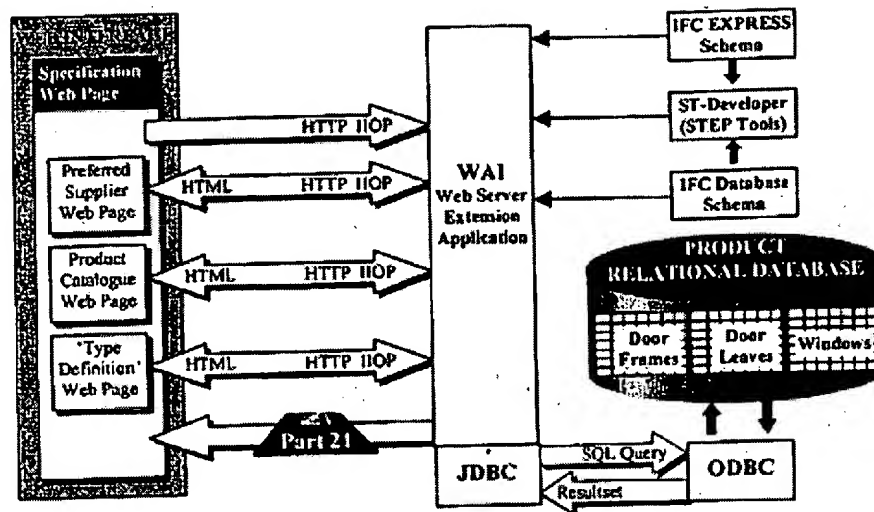 WEB INTERFACE
Specification
Web Page
Preferred
Supplier
Web Page
Product
Catalogue
Web Page
'Type
Definition'
Web Page
HTTP IIOP
HTML HTTP IIOP
HTML HTTP IIOP
HTML HTTP IIOP
Part 21
WAI
Web Server
Extension
Application
JDBC
IFC EXPRESS
Schema
ST-Developer
(STEP Tools)
IFC Database
Schema
PRODUCT
RELATIONAL DATABASE
Door
Frames
Door
Leaves
Windows
SQL Query
Resultset
ODBC